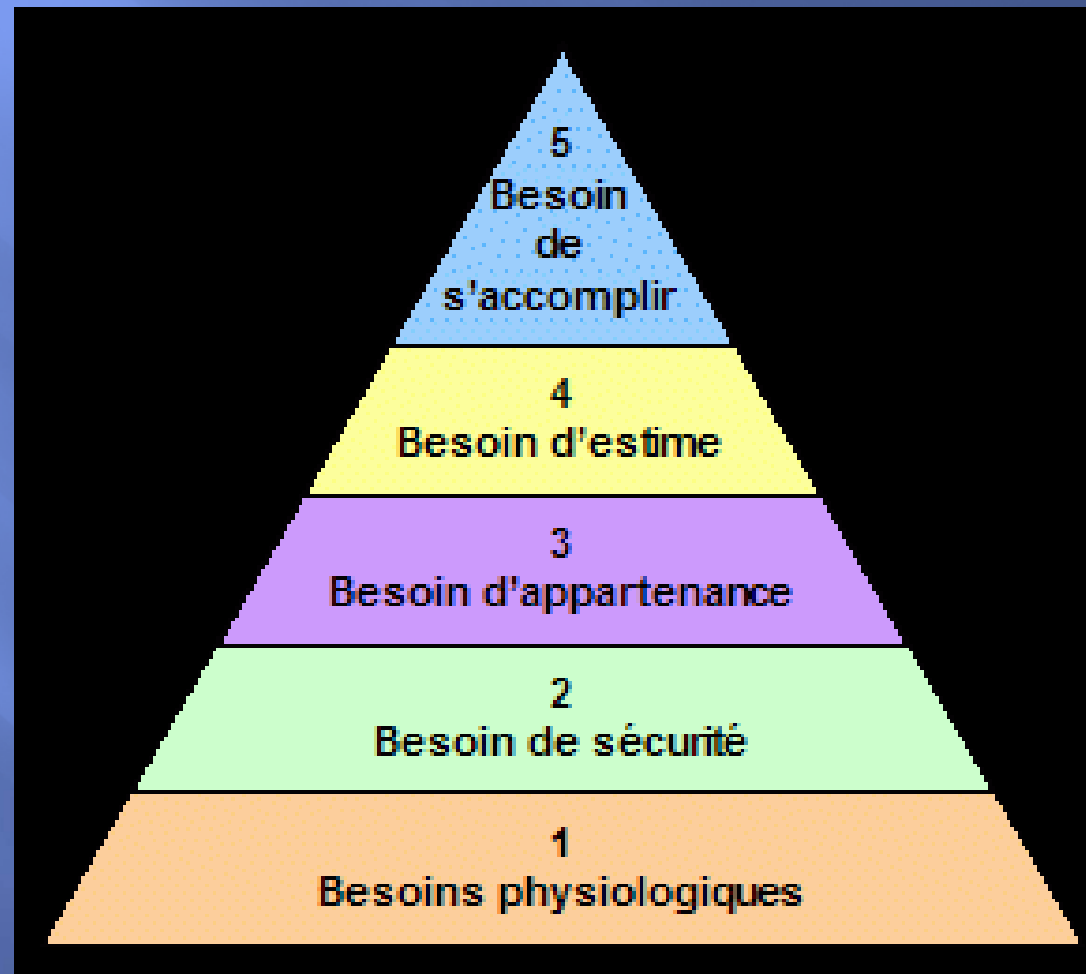 5
Besoin
de
s'accomplir
4
Besoin d'estime
3
Besoin d'appartenance
2
Besoin de sécurité
1
Besoins physiologiques